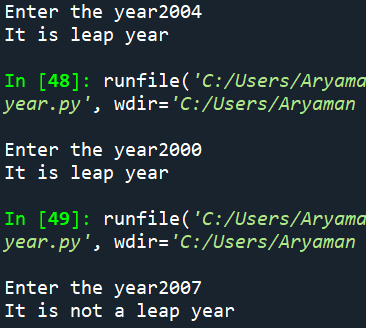 Enter the year2004
It is leap year
In [48]: runfile('C:/Users/Aryama
year.py', wdir='C:/Users/Aryaman
Enter the year2000
It is leap year
In [49]: runfile('C:/Users/Aryama
year.py', wdir='C:/Users/Aryaman
Enter the year2007
It is not a leap year